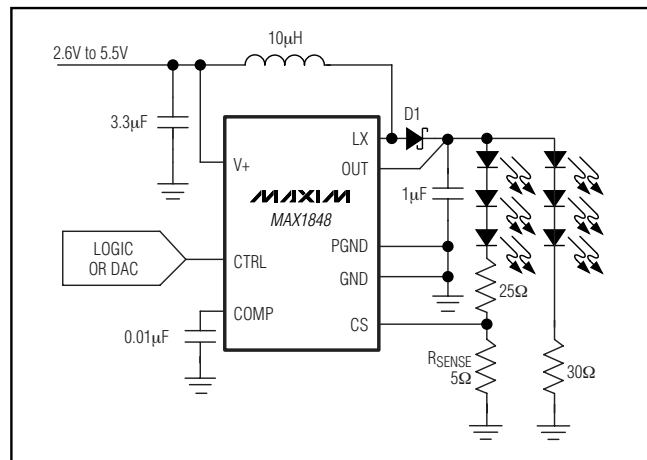 2.6V to 5.5V
10μH
3.3μF
D1
LX
OUT
V+
1μF
MAXIM
MAX1848
PGND
LOGIC
OR DAC
CTRL
GND
25Ω
COMP
CS
0.01μF
RSENSE
5Ω
30Ω